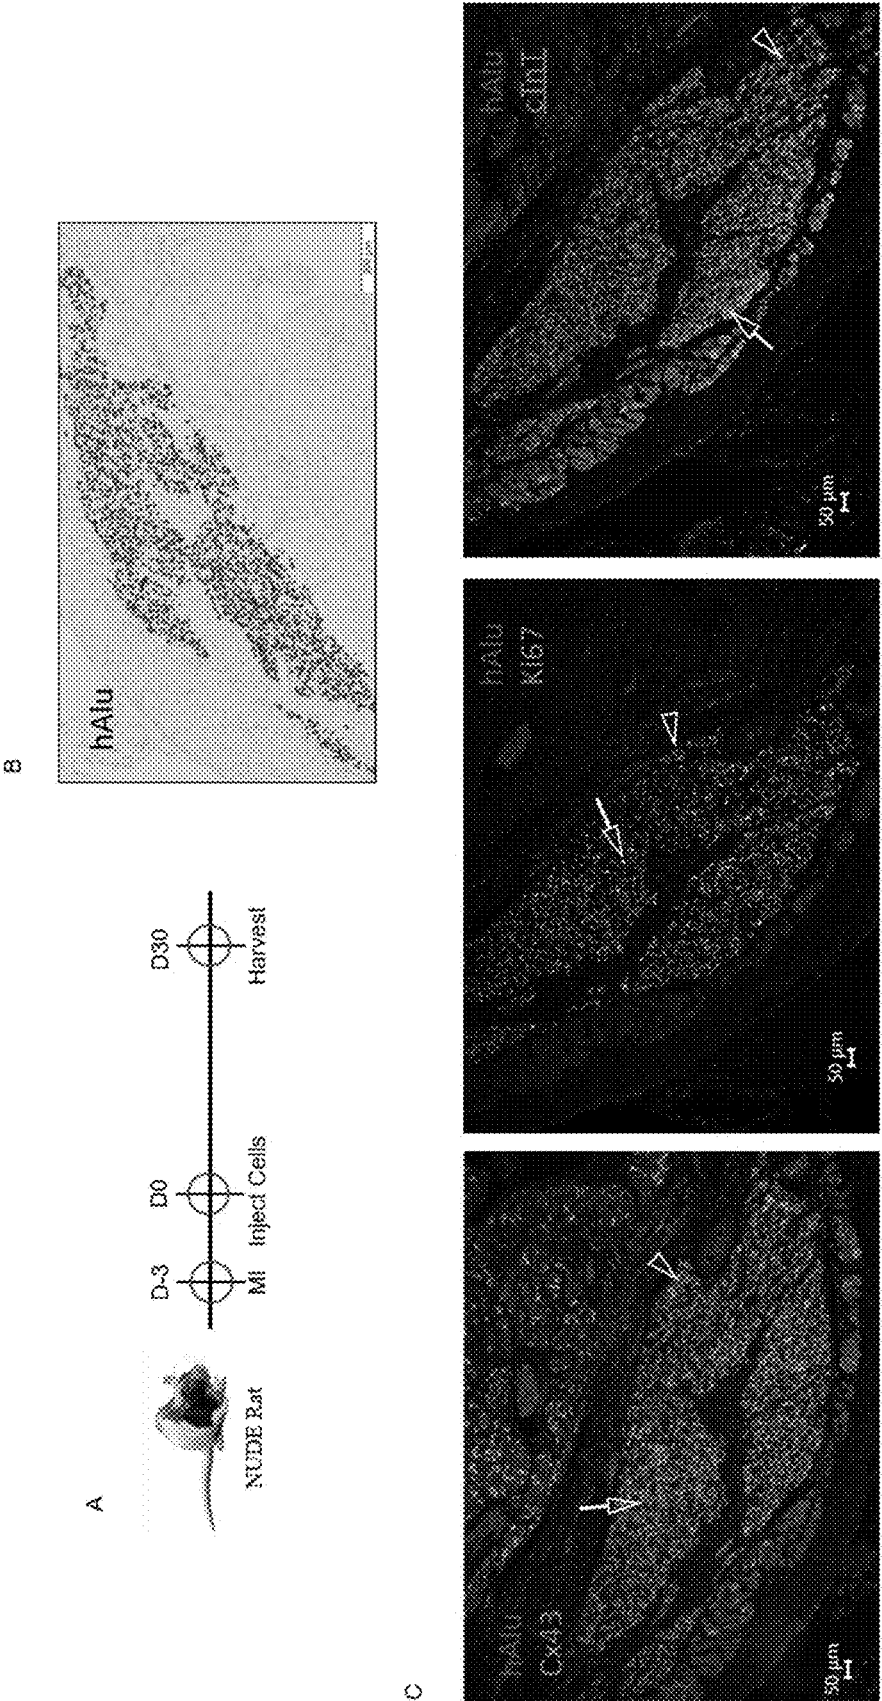 A
NUDE Rat
D-3
D0
D30
MI
Inject Cells
Harvest
B
hAlu
C
hAlu
Cx43
50 µm
hAlu
Ki67
50 µm
hAlu
cTnT
50 µm